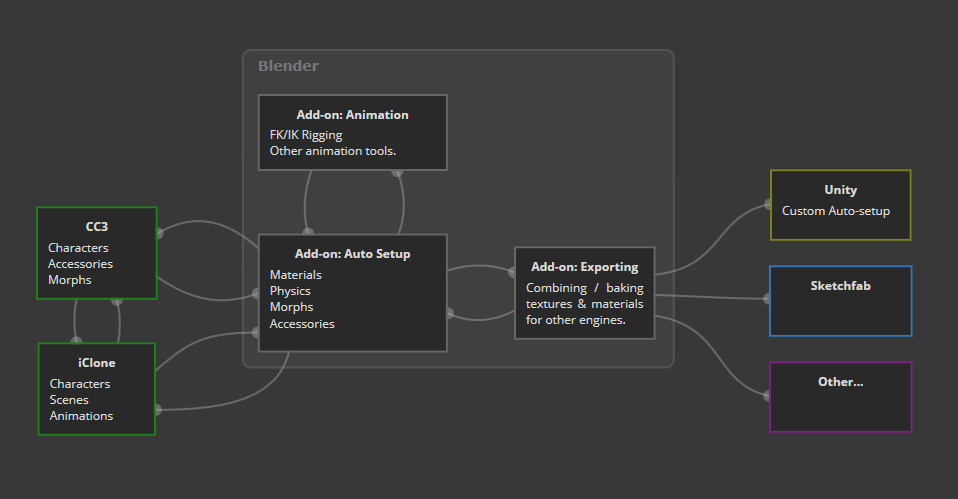 Blender
Add-on: Animation
FK/IK Rigging
Other animation tools.
CC3
Characters
Accessories
Morphs
Add-on: Auto Setup
Materials
Physics
Morphs
Accessories
iClone
Characters
Scenes
Animations
Add-on: Exporting
Combining / baking
textures & materials
for other engines.
Unity
Custom Auto-setup
Sketchfab
Other...